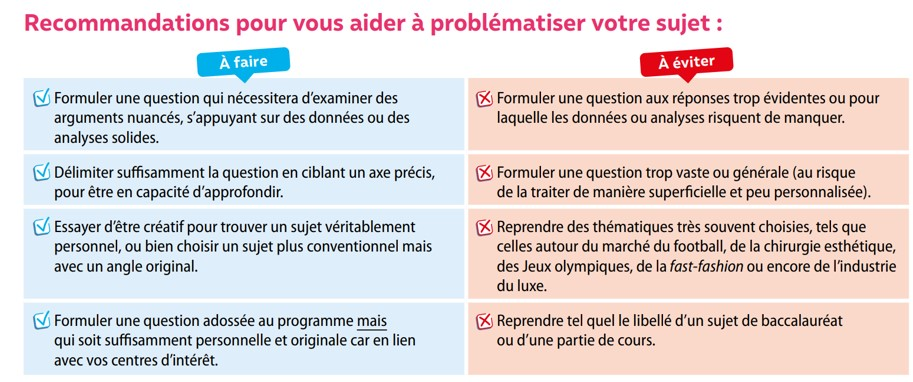 Recommandations pour vous aider à problématiser votre sujet :
À faire
À éviter
Formuler une question qui nécessitera d’examiner des
arguments nuancés, s’appuyant sur des données ou des
analyses solides.
Formuler une question aux réponses trop évidentes ou pour
laquelle les données ou analyses risquent de manquer.
Délimiter suffisamment la question en ciblant un axe précis,
pour être en capacité d’approfondir.
Formuler une question trop vaste ou générale (au risque
de la traiter de manière superficielle et peu personnalisée).
Essayer d’être créatif pour trouver un sujet véritablement
personnel, ou bien choisir un sujet plus conventionnel mais
avec un angle original.
Reprendre des thématiques très souvent choisies, tels que
celles autour du marché du football, de la chirurgie esthétique,
des Jeux olympiques, de la fast-fashion ou encore de l’industrie
du luxe.
Formuler une question adossée au programme mais
qui soit suffisamment personnelle et originale car en lien
avec vos centres d’intérêt.
Reprendre tel quel le libellé d’un sujet de baccalauréat
ou d’une partie de cours.